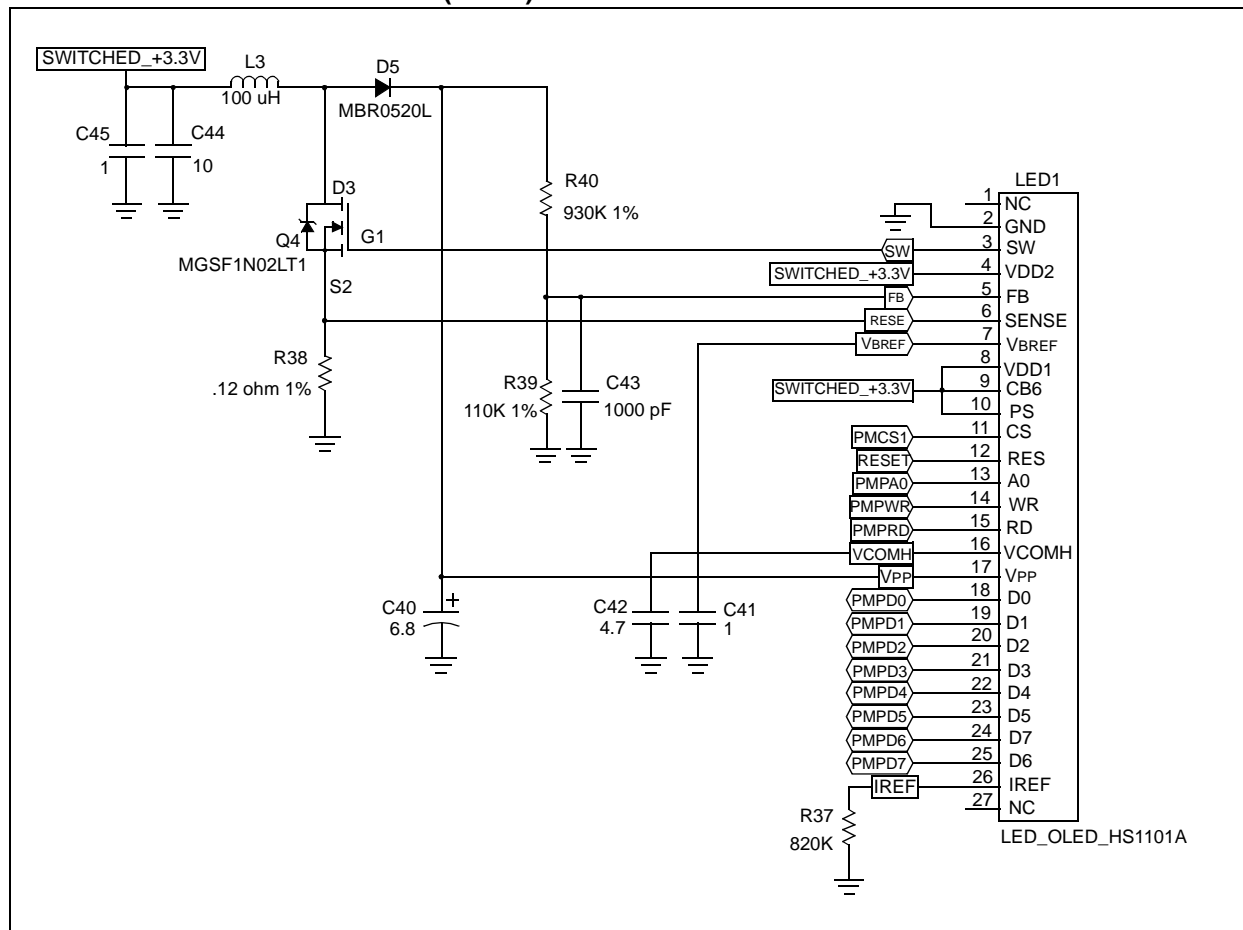 SWITCHED_+3.3V
L3
100 uH
D5
MBR0520L
C45
1
C44
10
D3
Q4
G1
MGSF1N02LT1
S2
R40
930K 1%
R38
.12 ohm 1%
R39
110K 1%
C43
1000 pF
C40
+
6.8
C42
4.7
C41
1
LED1
1 NC
2 GND
SW 3 SW
SWITCHED_+3.3V 4 VDD2
FB 5 FB
RESE 6 SENSE
VBREF 7 VBREF
8 VDD1
SWITCHED_+3.3V 9 CB6
10 PS
PMCS1 11 CS
RESET 12 RES
PMPA0 13 A0
PMPWR 14 WR
PMPRD 15 RD
VCOMH 16 VCOMH
VPP 17 VPP
PMPD0 18 D0
PMPD1 19 D1
PMPD2 20 D2
PMPD3 21 D3
PMPD4 22 D4
PMPD5 23 D5
PMPD6 24 D7
PMPD7 25 D6
IREF 26 IREF
27 NC
R37
820K
LED_OLED_HS1101A